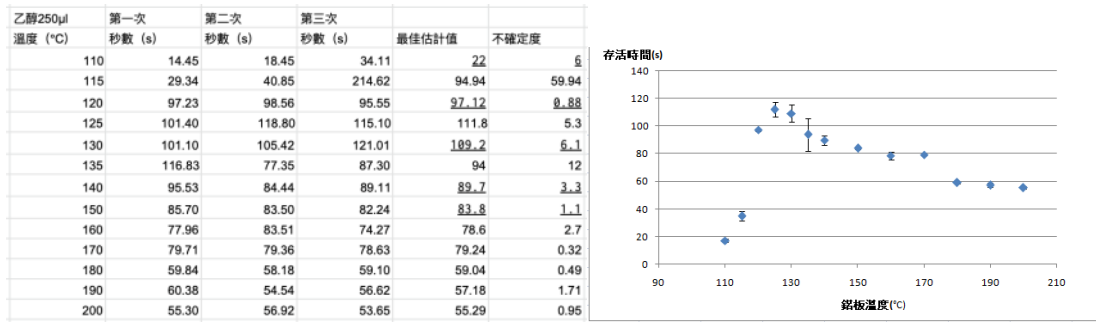 乙醇250µl 第一次 第二次 第三次
溫度（°C） 秒數（s） 秒數（s） 秒數（s） 最佳估計值 不確定度
110 14.45 18.45 34.11 22 6
115 29.34 40.85 214.62 94.94 59.94
120 97.23 98.56 95.55 97.12 0.88
125 101.40 118.80 115.10 111.8 5.3
130 101.10 105.42 121.01 109.2 6.1
135 116.83 77.35 87.30 94 12
140 95.53 84.44 89.11 89.7 3.3
150 85.70 83.50 82.24 83.8 1.1
160 77.96 83.51 74.27 78.6 2.7
170 79.71 79.36 78.63 79.24 0.32
180 59.84 58.18 59.10 59.04 0.49
190 60.38 54.54 56.62 57.18 1.71
200 55.30 56.92 53.65 55.29 0.95
存活時間(s)
140
120
100
80
60
40
20
0
90 110 130 150 170 190 210
鋁板溫度(°C)